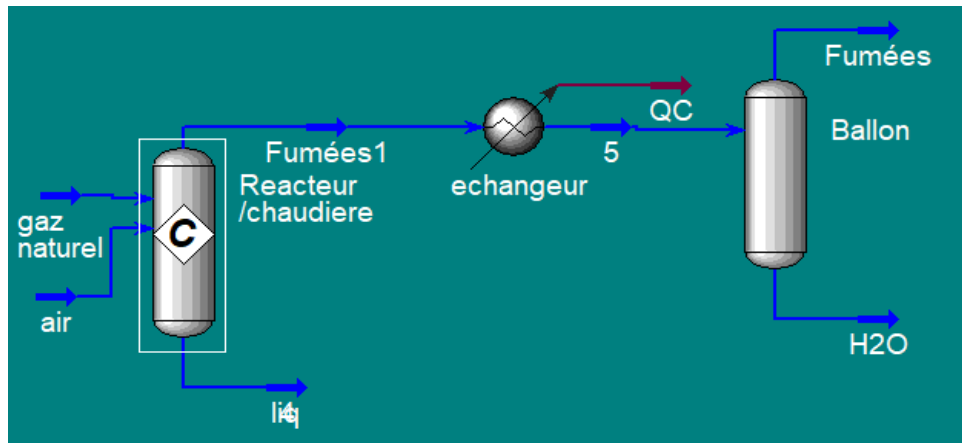 Fumées
QC
Ballon
Fumées1
5
echangeur
Reacteur
/chaudiere
C
gaz
naturel
air
H2O